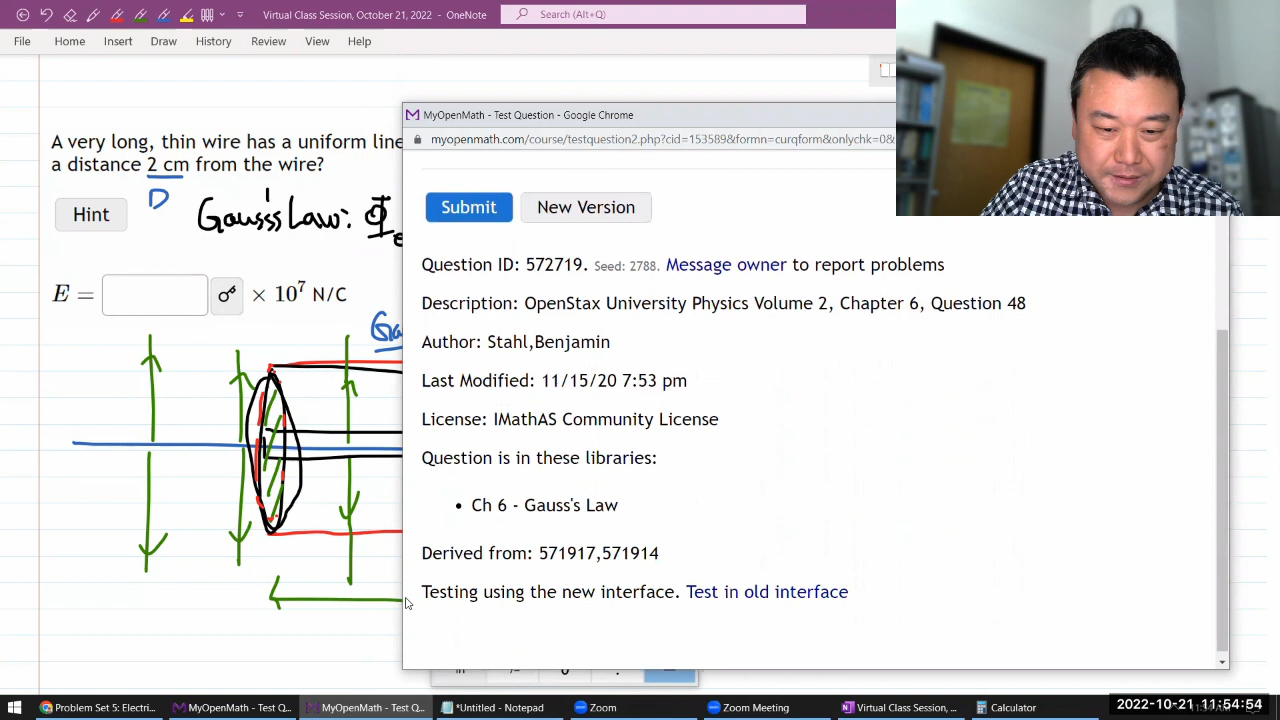 Virtual Class Session, October 21, 2022 - OneNote
Search (Alt+Q)
File Home Insert Draw History Review View Help
MyOpenMath - Test Question - Google Chrome
myopenmath.com/course/testquestion2.php?cid=153589&formn=curqform&onlychk=0&
A very long, thin wire has a uniform line
a distance 2 cm from the wire?
D
Hint
Gauss's Law: Φ
Submit
New Version
Question ID: 572719. Seed: 2788. Message owner to report problems
E = × 10⁷ N/C
Description: OpenStax University Physics Volume 2, Chapter 6, Question 48
Author: Stahl,Benjamin
Last Modified: 11/15/20 7:53 pm
License: IMathAS Community License
Question is in these libraries:
• Ch 6 - Gauss's Law
Derived from: 571917,571914
Testing using the new interface. Test in old interface
Problem Set 5: Electri...
MyOpenMath - Test Q...
MyOpenMath - Test Q...
*Untitled - Notepad
Zoom
Zoom Meeting
Virtual Class Session, ...
Calculator
2022-10-21 11:54:54